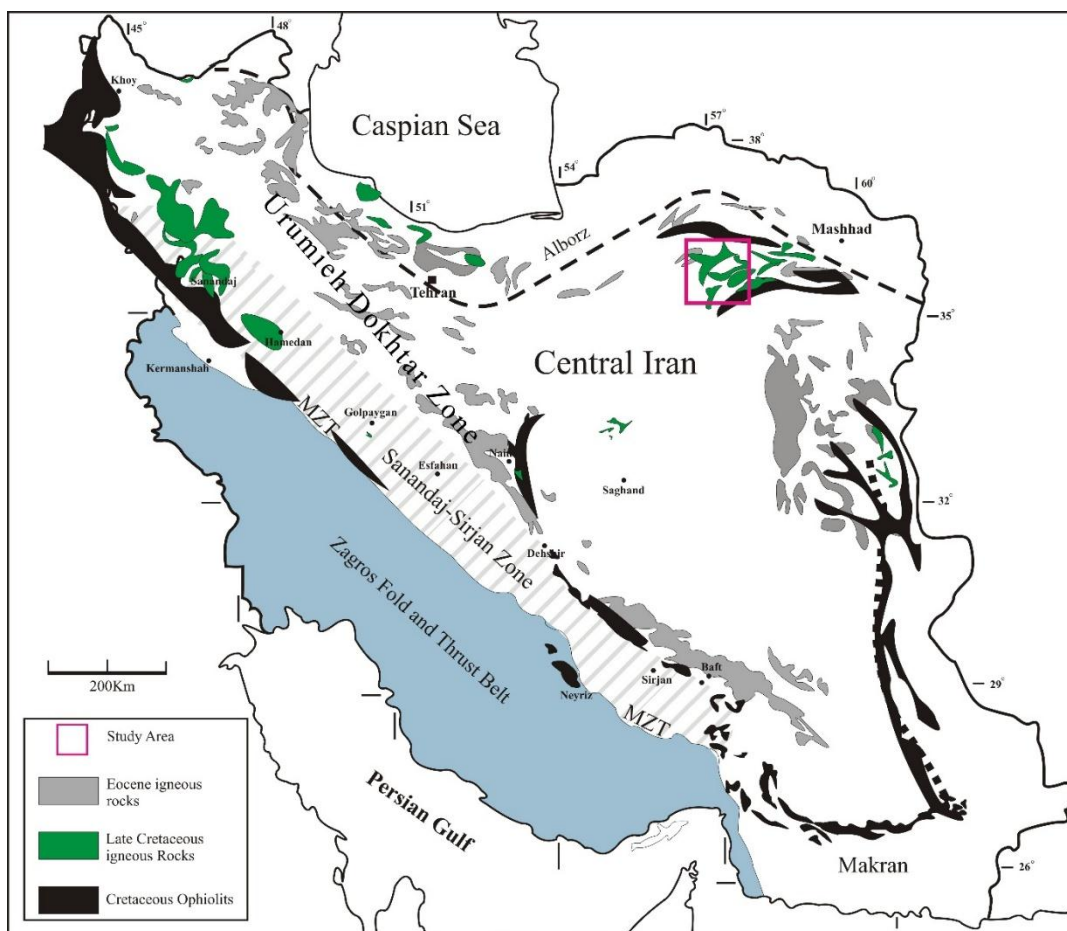 45°
48°
Khoy
Caspian Sea
57°
38°
54°
60°
51°
Mashhad
Alborz
Urumieh Dokhtar Zone
Tehran
Sanandaj
35°
Hamedan
Central Iran
Kermanshah
MZT
Golpaygan
Nain
Esfahan
Saghand
32°
Sanandaj-Sirjan Zone
Dehshir
Zagros Fold and Thrust Belt
200Km
Sirjan
Baft
29°
Neyriz
MZT
Persian Gulf
Makran
26°
Study Area
Eocene igneous
rocks
Late Cretaceous
igneous Rocks
Cretaceous Ophiolits